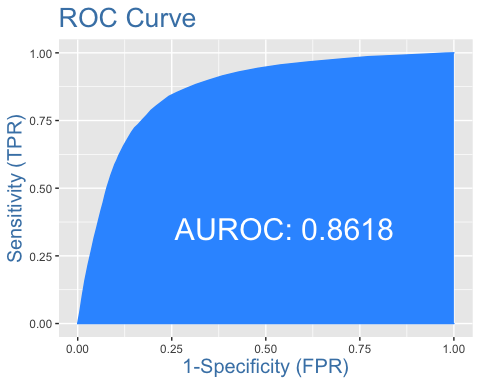 ROC Curve
Sensitivity (TPR)
1.00
0.75
0.50
0.25
0.00
AUROC: 0.8618
0.00 0.25 0.50 0.75 1.00
1-Specificity (FPR)